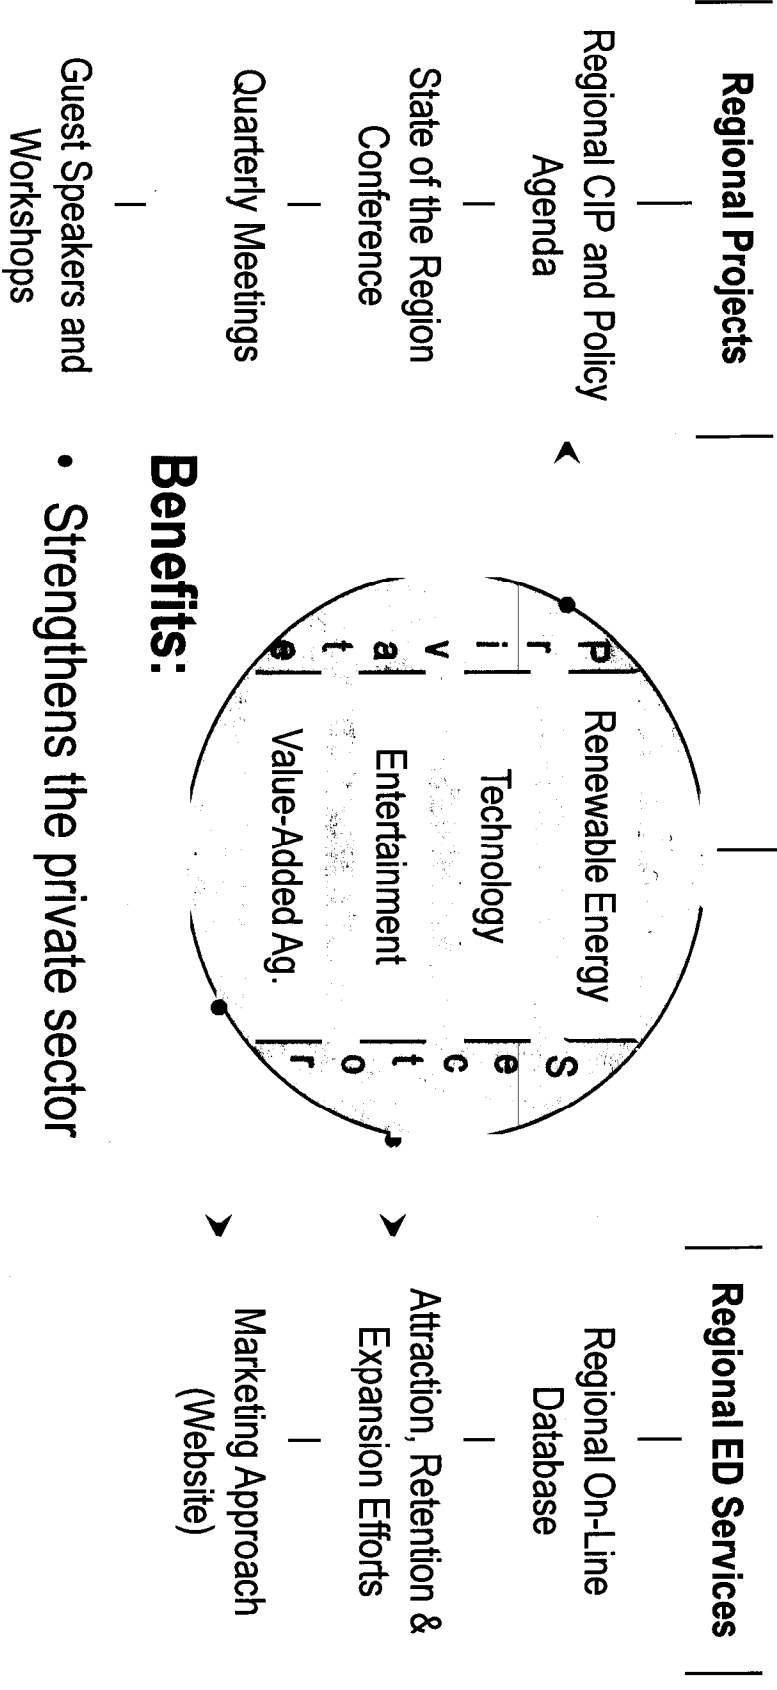 Regional Projects
Regional CIP and Policy
Agenda
State of the Region
Conference
Quarterly Meetings
Guest Speakers and
Workshops
Private
Renewable Energy
Technology
Entertainment
Value-Added Ag.
Sector
Regional ED Services
Regional On-Line
Database
Attraction, Retention &
Expansion Efforts
Marketing Approach
(Website)
Benefits:
• Strengthens the private sector